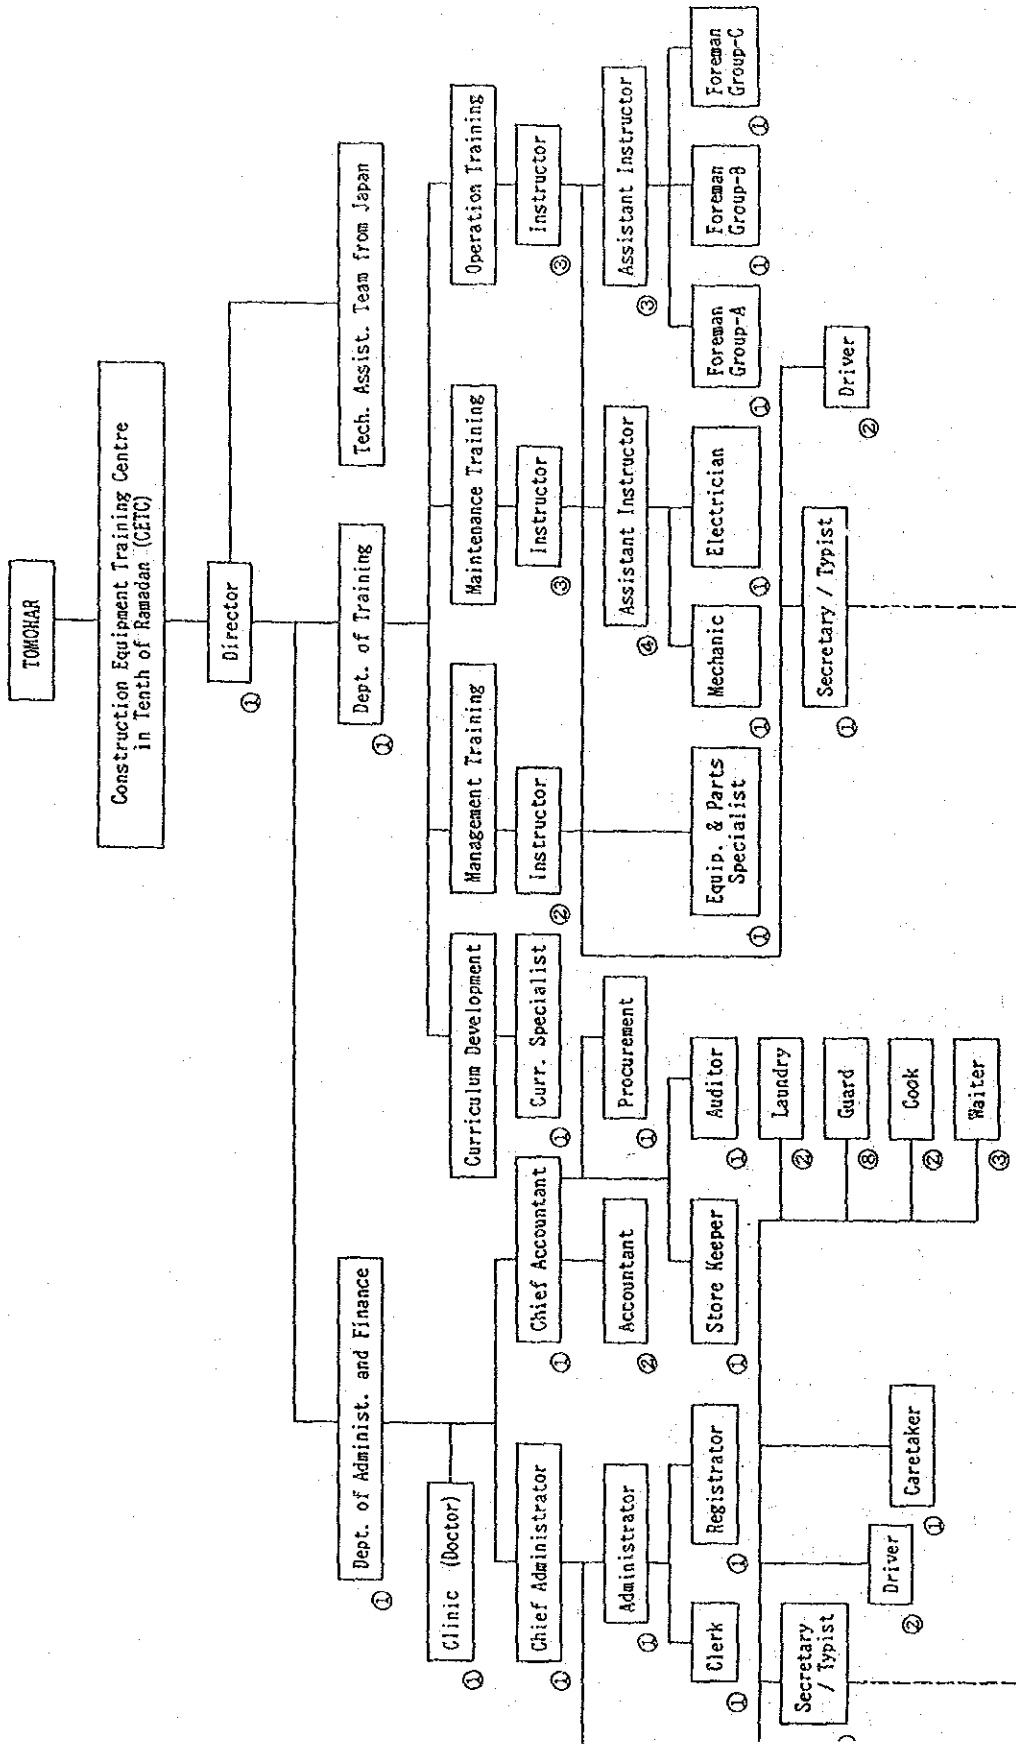 TOMOHAR
Construction Equipment Training Centre
in Tenth of Ramadan (CETC)
Director
①
Tech. Assist. Team from Japan
Dept. of Administ. and Finance
①
Dept. of Training
①
Clinic (Doctor)
①
Curriculum Development
Management Training
Maintenance Training
Operation Training
Chief Administrator
①
Chief Accountant
①
Curr. Specialist
①
Instructor
②
Instructor
③
Instructor
③
Administrator
①
Accountant
②
Procurement
①
Assistant Instructor
④
Assistant Instructor
③
Clerk
①
Registrator
①
Store Keeper
①
Auditor
①
Equip. & Parts
Specialist
①
Mechanic
①
Electrician
①
Foreman
Group-A
①
Foreman
Group-B
①
Foreman
Group-C
①
Secretary
/ Typist
Laundry
②
Secretary / Typist
①
Driver
②
Guard
⑧
Driver
②
Cook
②
Caretaker
①
Waiter
③